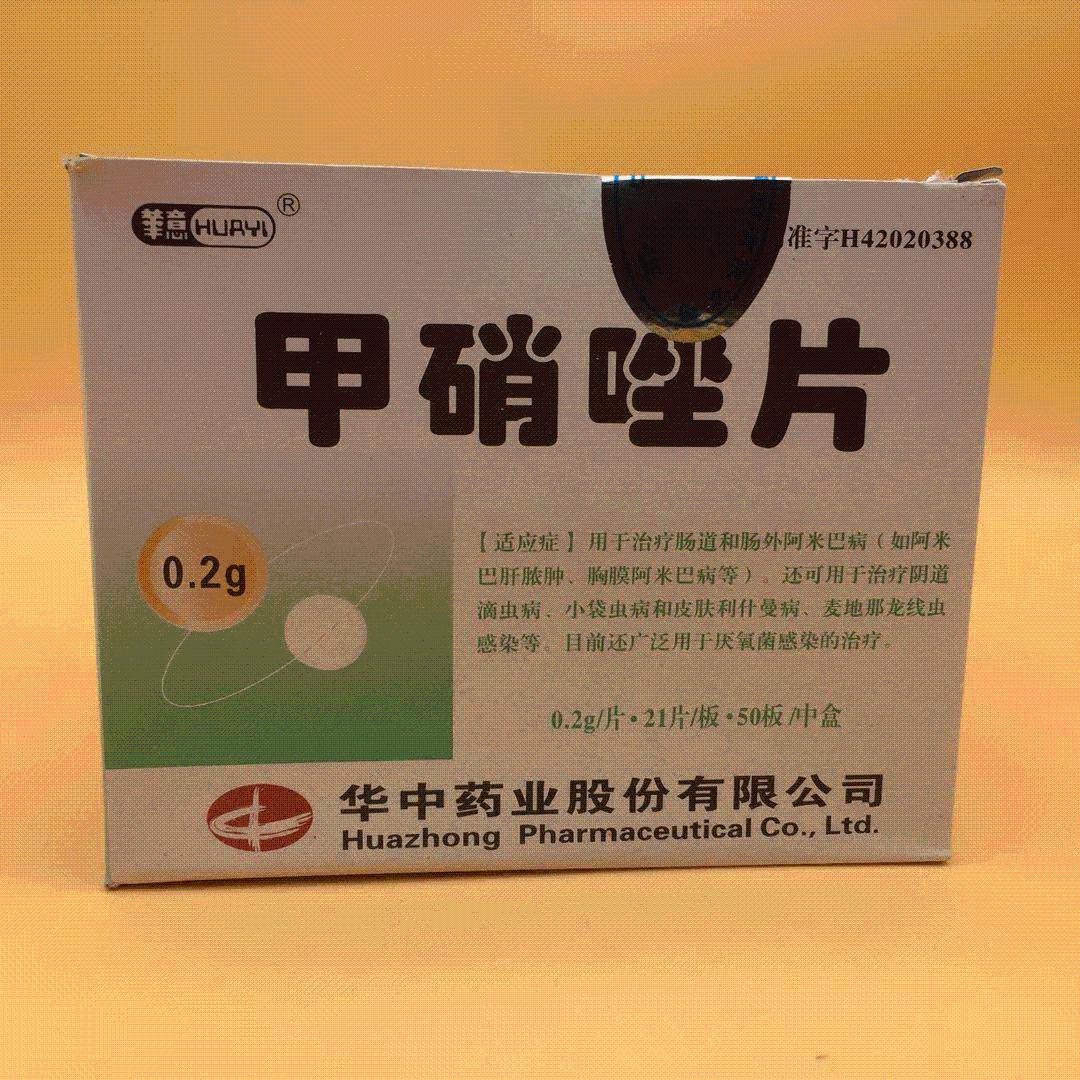 華意 HUAYI ®
准字H42020388
甲硝唑片
0.2g
【适应症】用于治疗肠道和肠外阿米巴病（如阿米
巴肝脓肿、胸膜阿米巴病等）。还可用于治疗阴道
滴虫病、小袋虫病和皮肤利什曼病、麦地那龙线虫
感染等。目前还广泛用于厌氧菌感染的治疗。
0.2g/片·21片/板·50板/中盒
华中药业股份有限公司
Huazhong Pharmaceutical Co., Ltd.